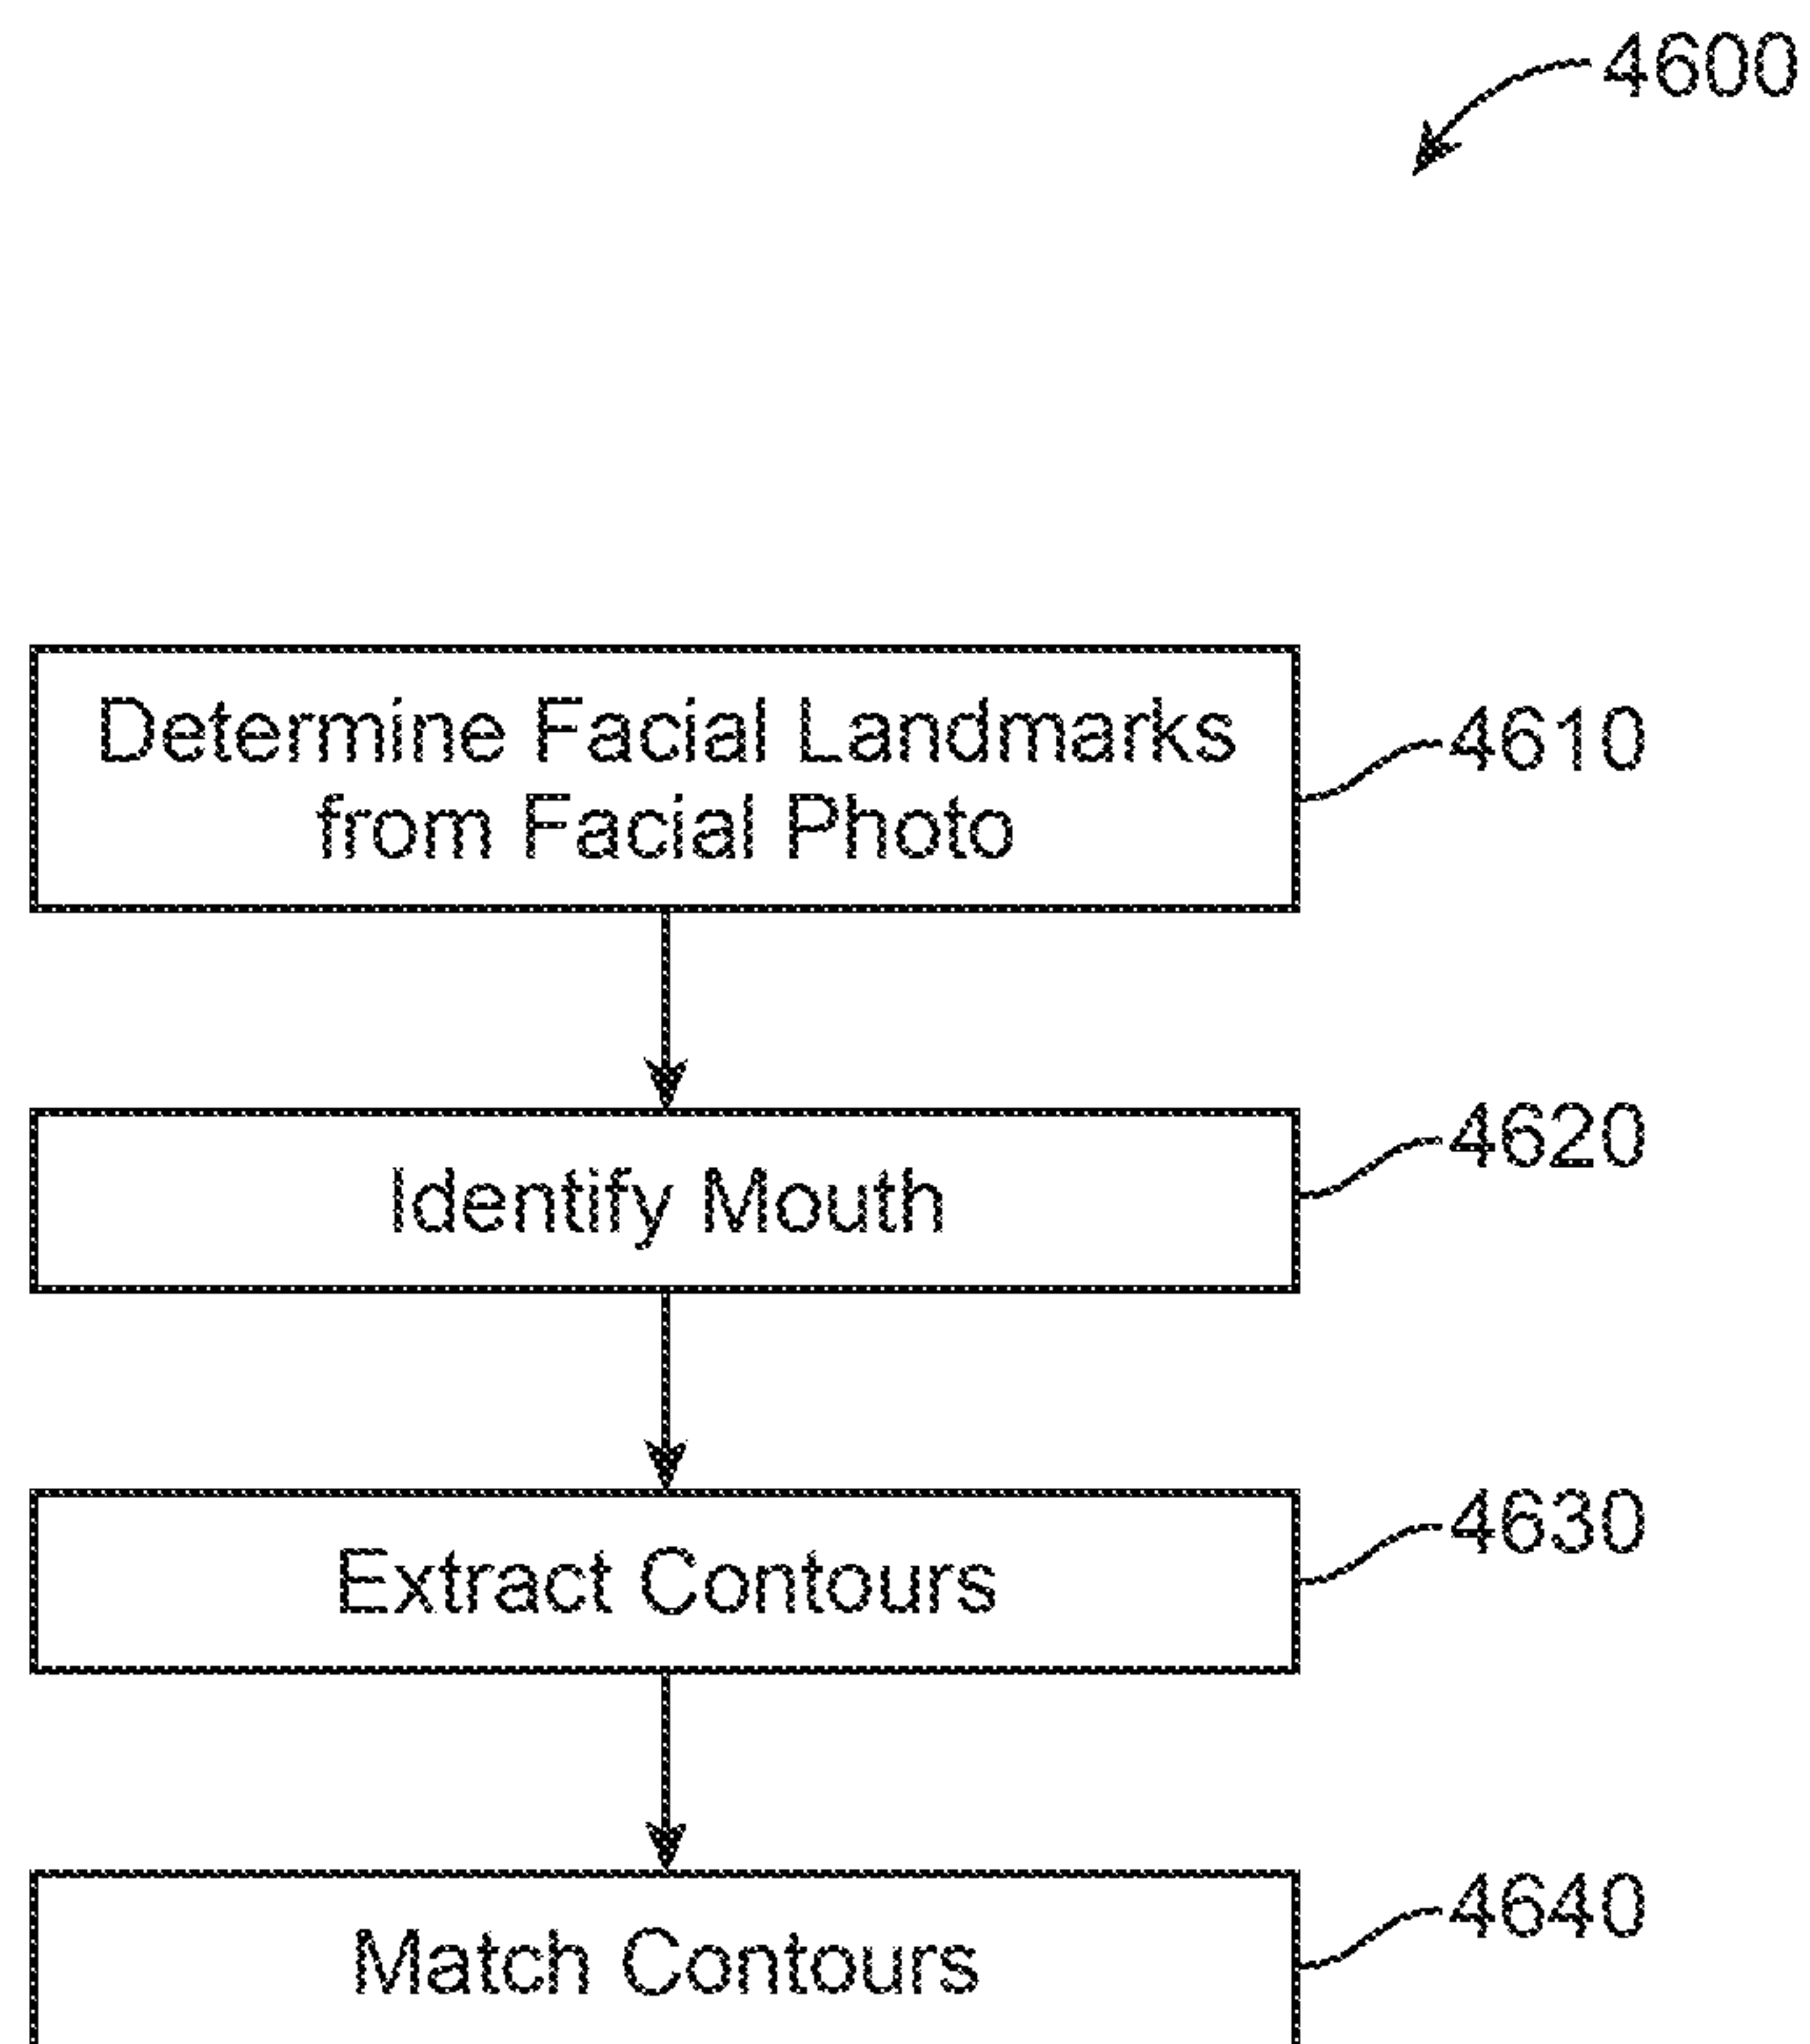 4600
Determine Facial Landmarks
from Facial Photo
4610
Identify Mouth
4620
Extract Contours
4630
Match Contours
4640